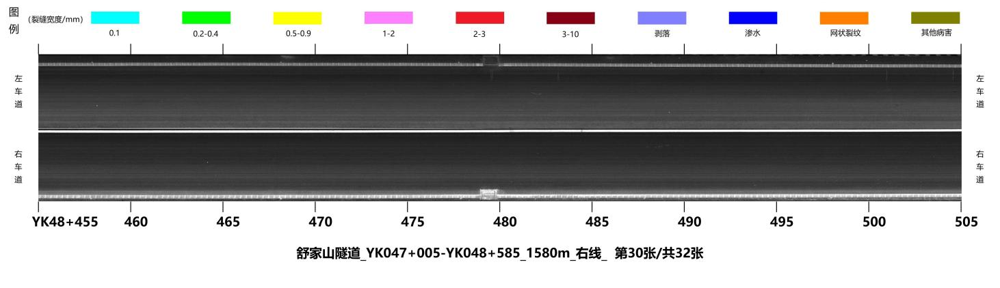 图例
(裂缝宽度/mm) 0.1 0.2-0.4 0.5-0.9 1-2 2-3 3-10 剥落 渗水 网状裂纹 其他病害
左车道
左车道
右车道
右车道
YK48+455 460 465 470 475 480 485 490 495 500 505
舒家山隧道_YK047+005-YK048+585_1580m_右线_ 第30张/共32张